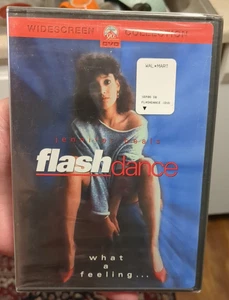 WIDESCREEN COLLECTION
DVD
WAL★MART
flashdance
what a
feeling...